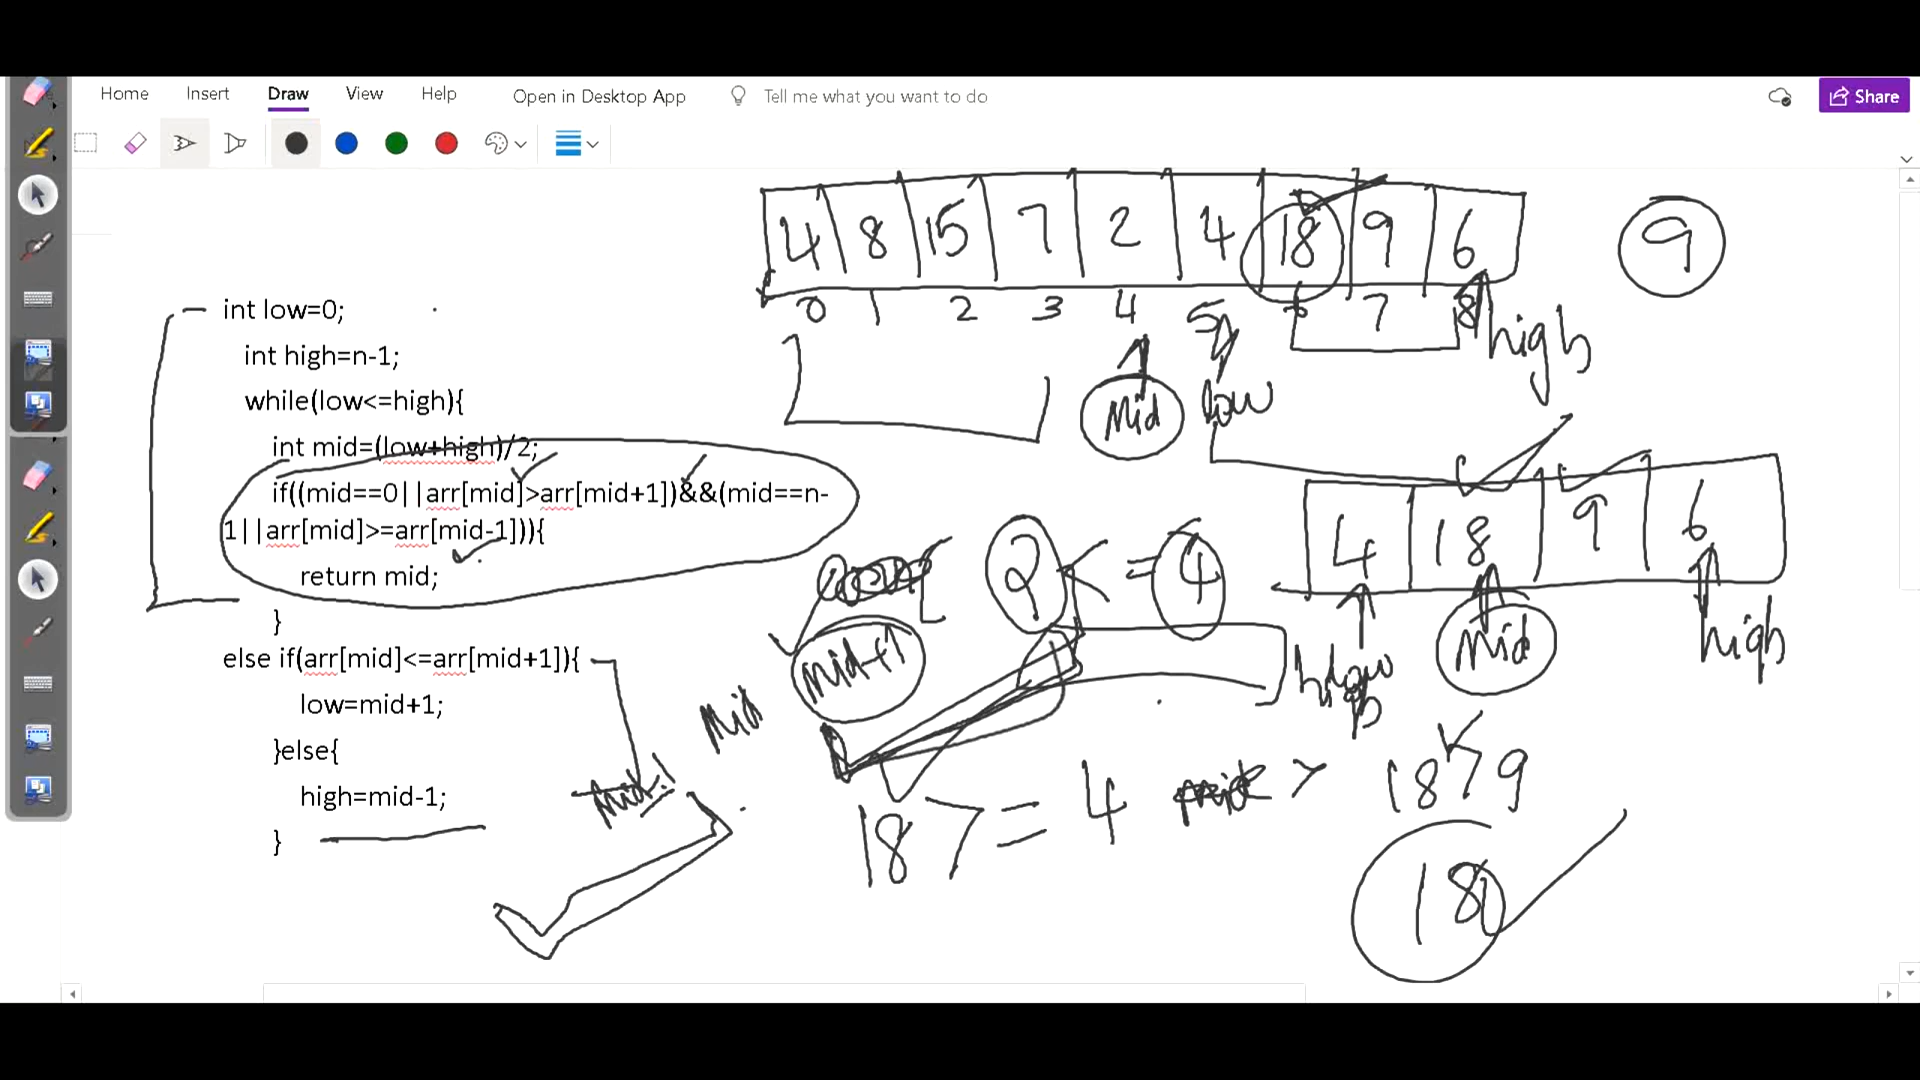 Home Insert Draw View Help Open in Desktop App Tell me what you want to do Share
4 8 15 7 2 4 18 9 6 9
0 1 2 3 4 5 6 7 8 high
mid low
int low=0;
int high=n-1;
while(low<=high){
int mid=(low+high)/2;
if((mid==0||arr[mid]>arr[mid+1])&&(mid==n-
1||arr[mid]>=arr[mid-1])){
return mid;
}
else if(arr[mid]<=arr[mid+1]){
low=mid+1;
}else{
high=mid-1;
}
4 18 9 6
low mid high
2 <= 4
mid+1
mid
18 >= 4 > 18 > 9
18